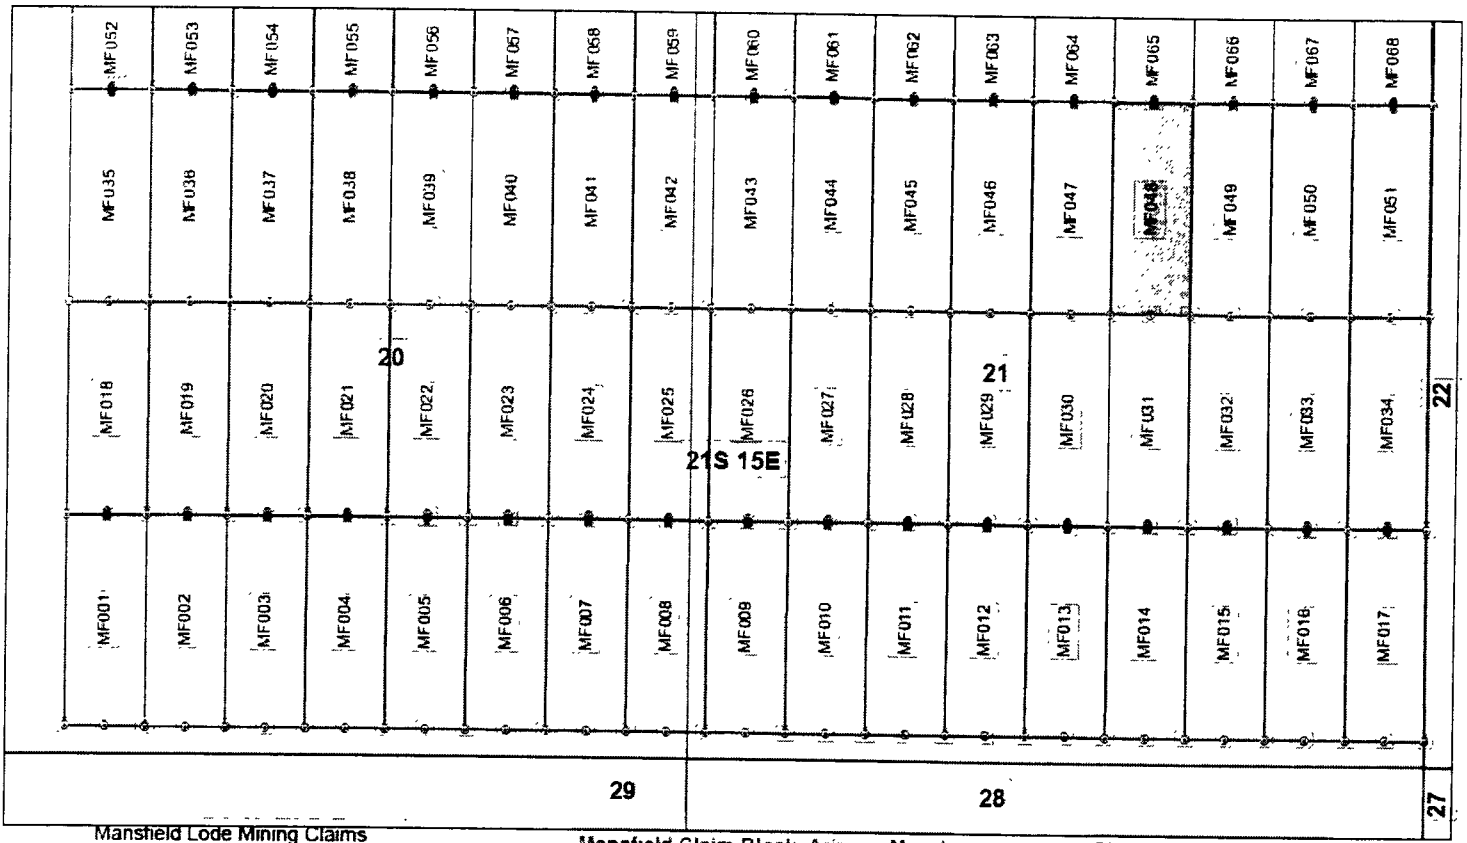 MF052 MF053 MF054 MF055 MF056 MF057 MF058 MF059 MF060 MF061 MF062 MF063 MF064 MF065 MF066 MF067 MF068
MF035 MF036 MF037 MF038 MF039 MF040 MF041 MF042 MF043 MF044 MF045 MF046 MF047 MF048 MF049 MF050 MF051
20 21 22
MF018 MF019 MF020 MF021 MF022 MF023 MF024 MF025 MF026 MF027 MF028 MF029 MF030 MF031 MF032 MF033 MF034
21S 15E
MF001 MF002 MF003 MF004 MF005 MF006 MF007 MF008 MF009 MF010 MF011 MF012 MF013 MF014 MF015 MF016 MF017
29 28 27
Mansfield Lode Mining Claims
Mansfield Claim Block